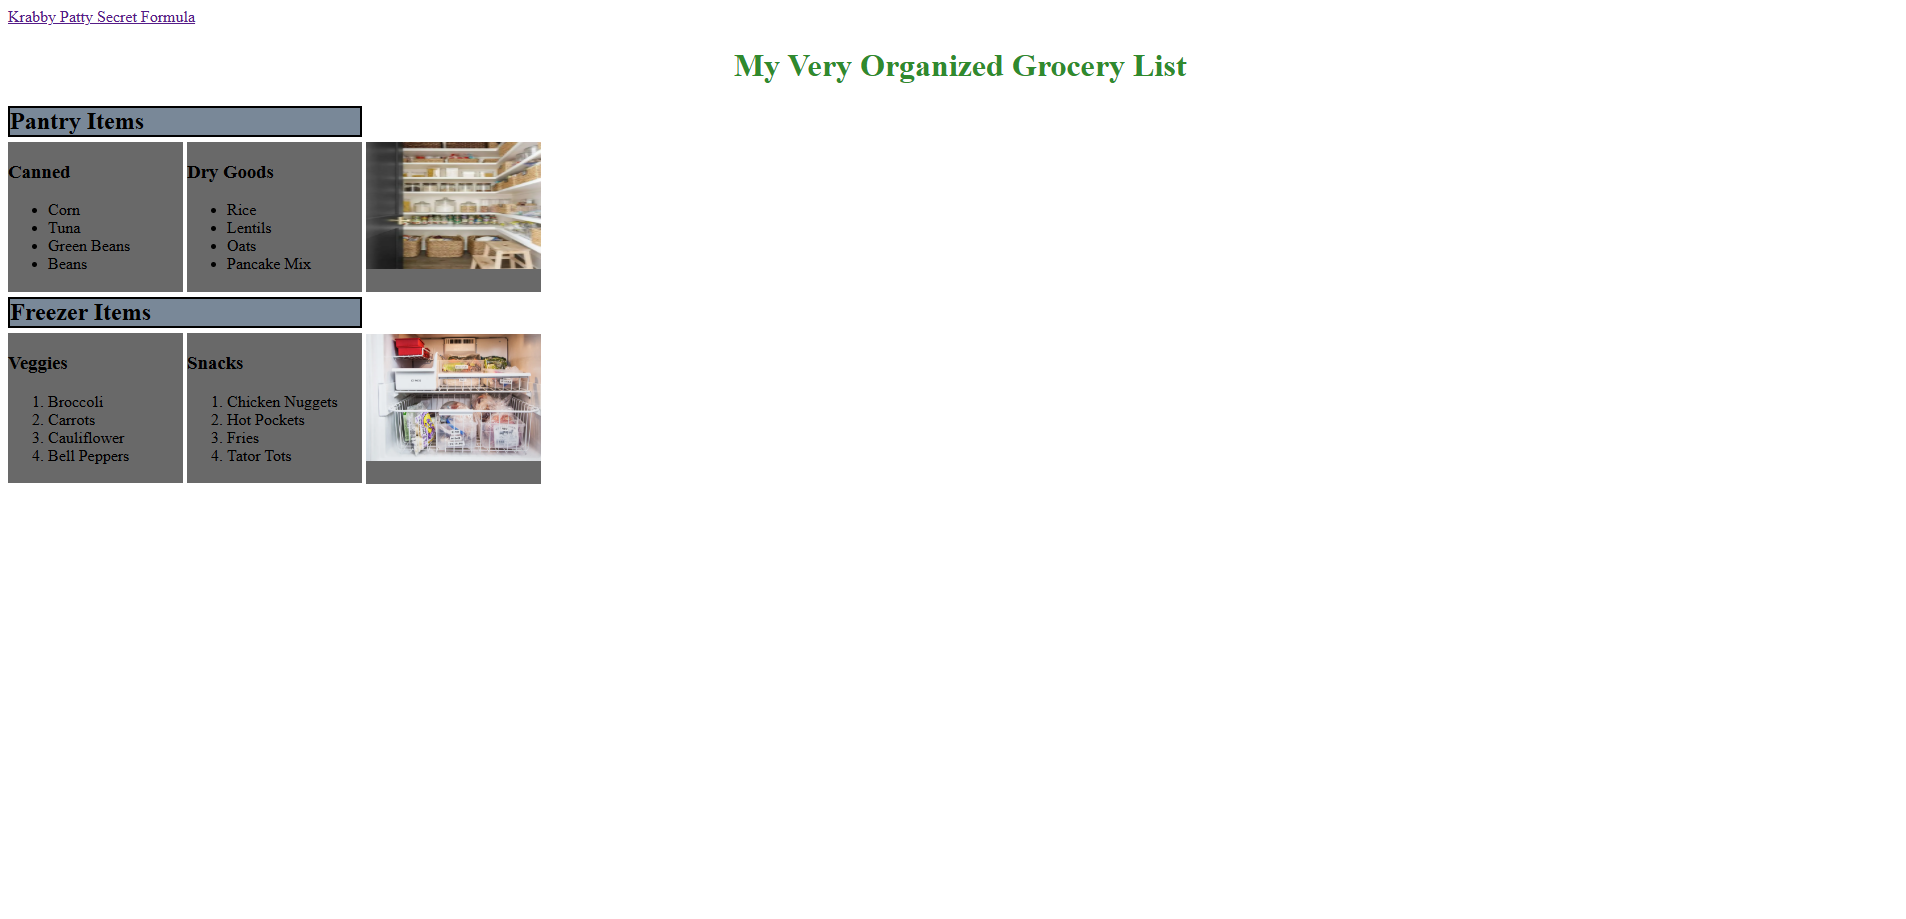 Krabby Patty Secret Formula
My Very Organized Grocery List
Pantry Items
Canned
• Corn
• Tuna
• Green Beans
• Beans
Dry Goods
• Rice
• Lentils
• Oats
• Pancake Mix
Freezer Items
Veggies
1. Broccoli
2. Carrots
3. Cauliflower
4. Bell Peppers
Snacks
1. Chicken Nuggets
2. Hot Pockets
3. Fries
4. Tator Tots